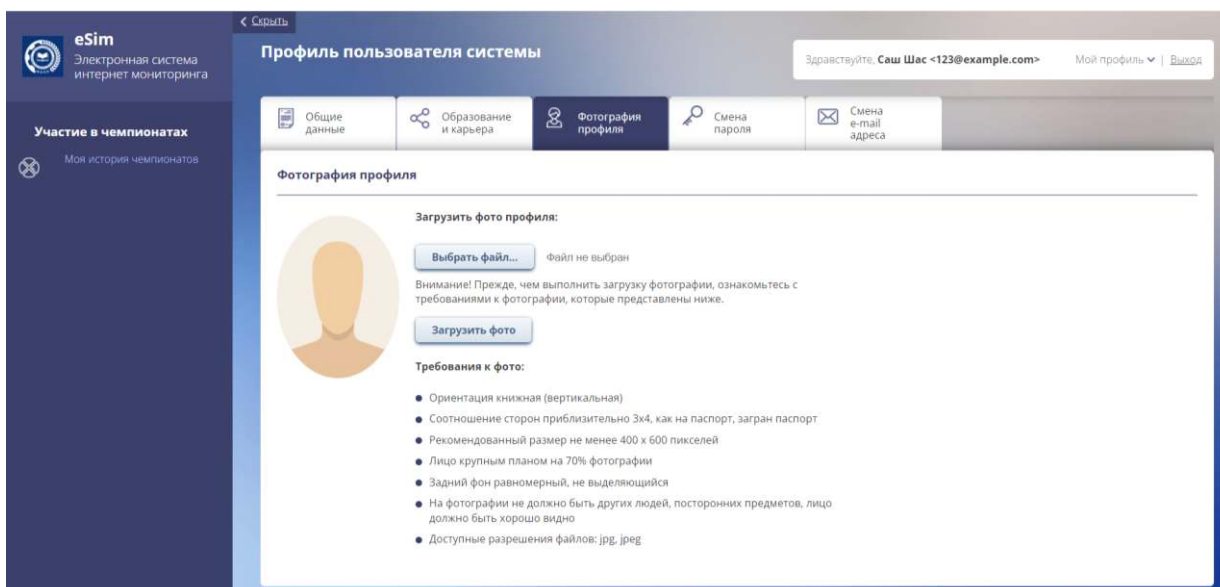 Скрыть
eSim
Электронная система
интернет мониторинга
Участие в чемпионатах
Моя история чемпионатов
Профиль пользователя системы
Здравствуйте, Саш Шас <123@example.com>
Мой профиль | Выход
Общие
данные
Образование
и карьера
Фотография
профиля
Смена
пароля
Смена
e-mail
адреса
Фотография профиля
Загрузить фото профиля:
Выбрать файл... Файл не выбран
Внимание! Прежде, чем выполнить загрузку фотографии, ознакомьтесь с
требованиями к фотографии, которые представлены ниже.
Загрузить фото
Требования к фото:
Ориентация книжная (вертикальная)
Соотношение сторон приблизительно 3х4, как на паспорт, загран паспорт
Рекомендованный размер не менее 400 х 600 пикселей
Лицо крупным планом на 70% фотографии
Задний фон равномерный, не выделяющийся
На фотографии не должно быть других людей, посторонних предметов, лицо
должно быть хорошо видно
Доступные разрешения файлов: jpg, jpeg